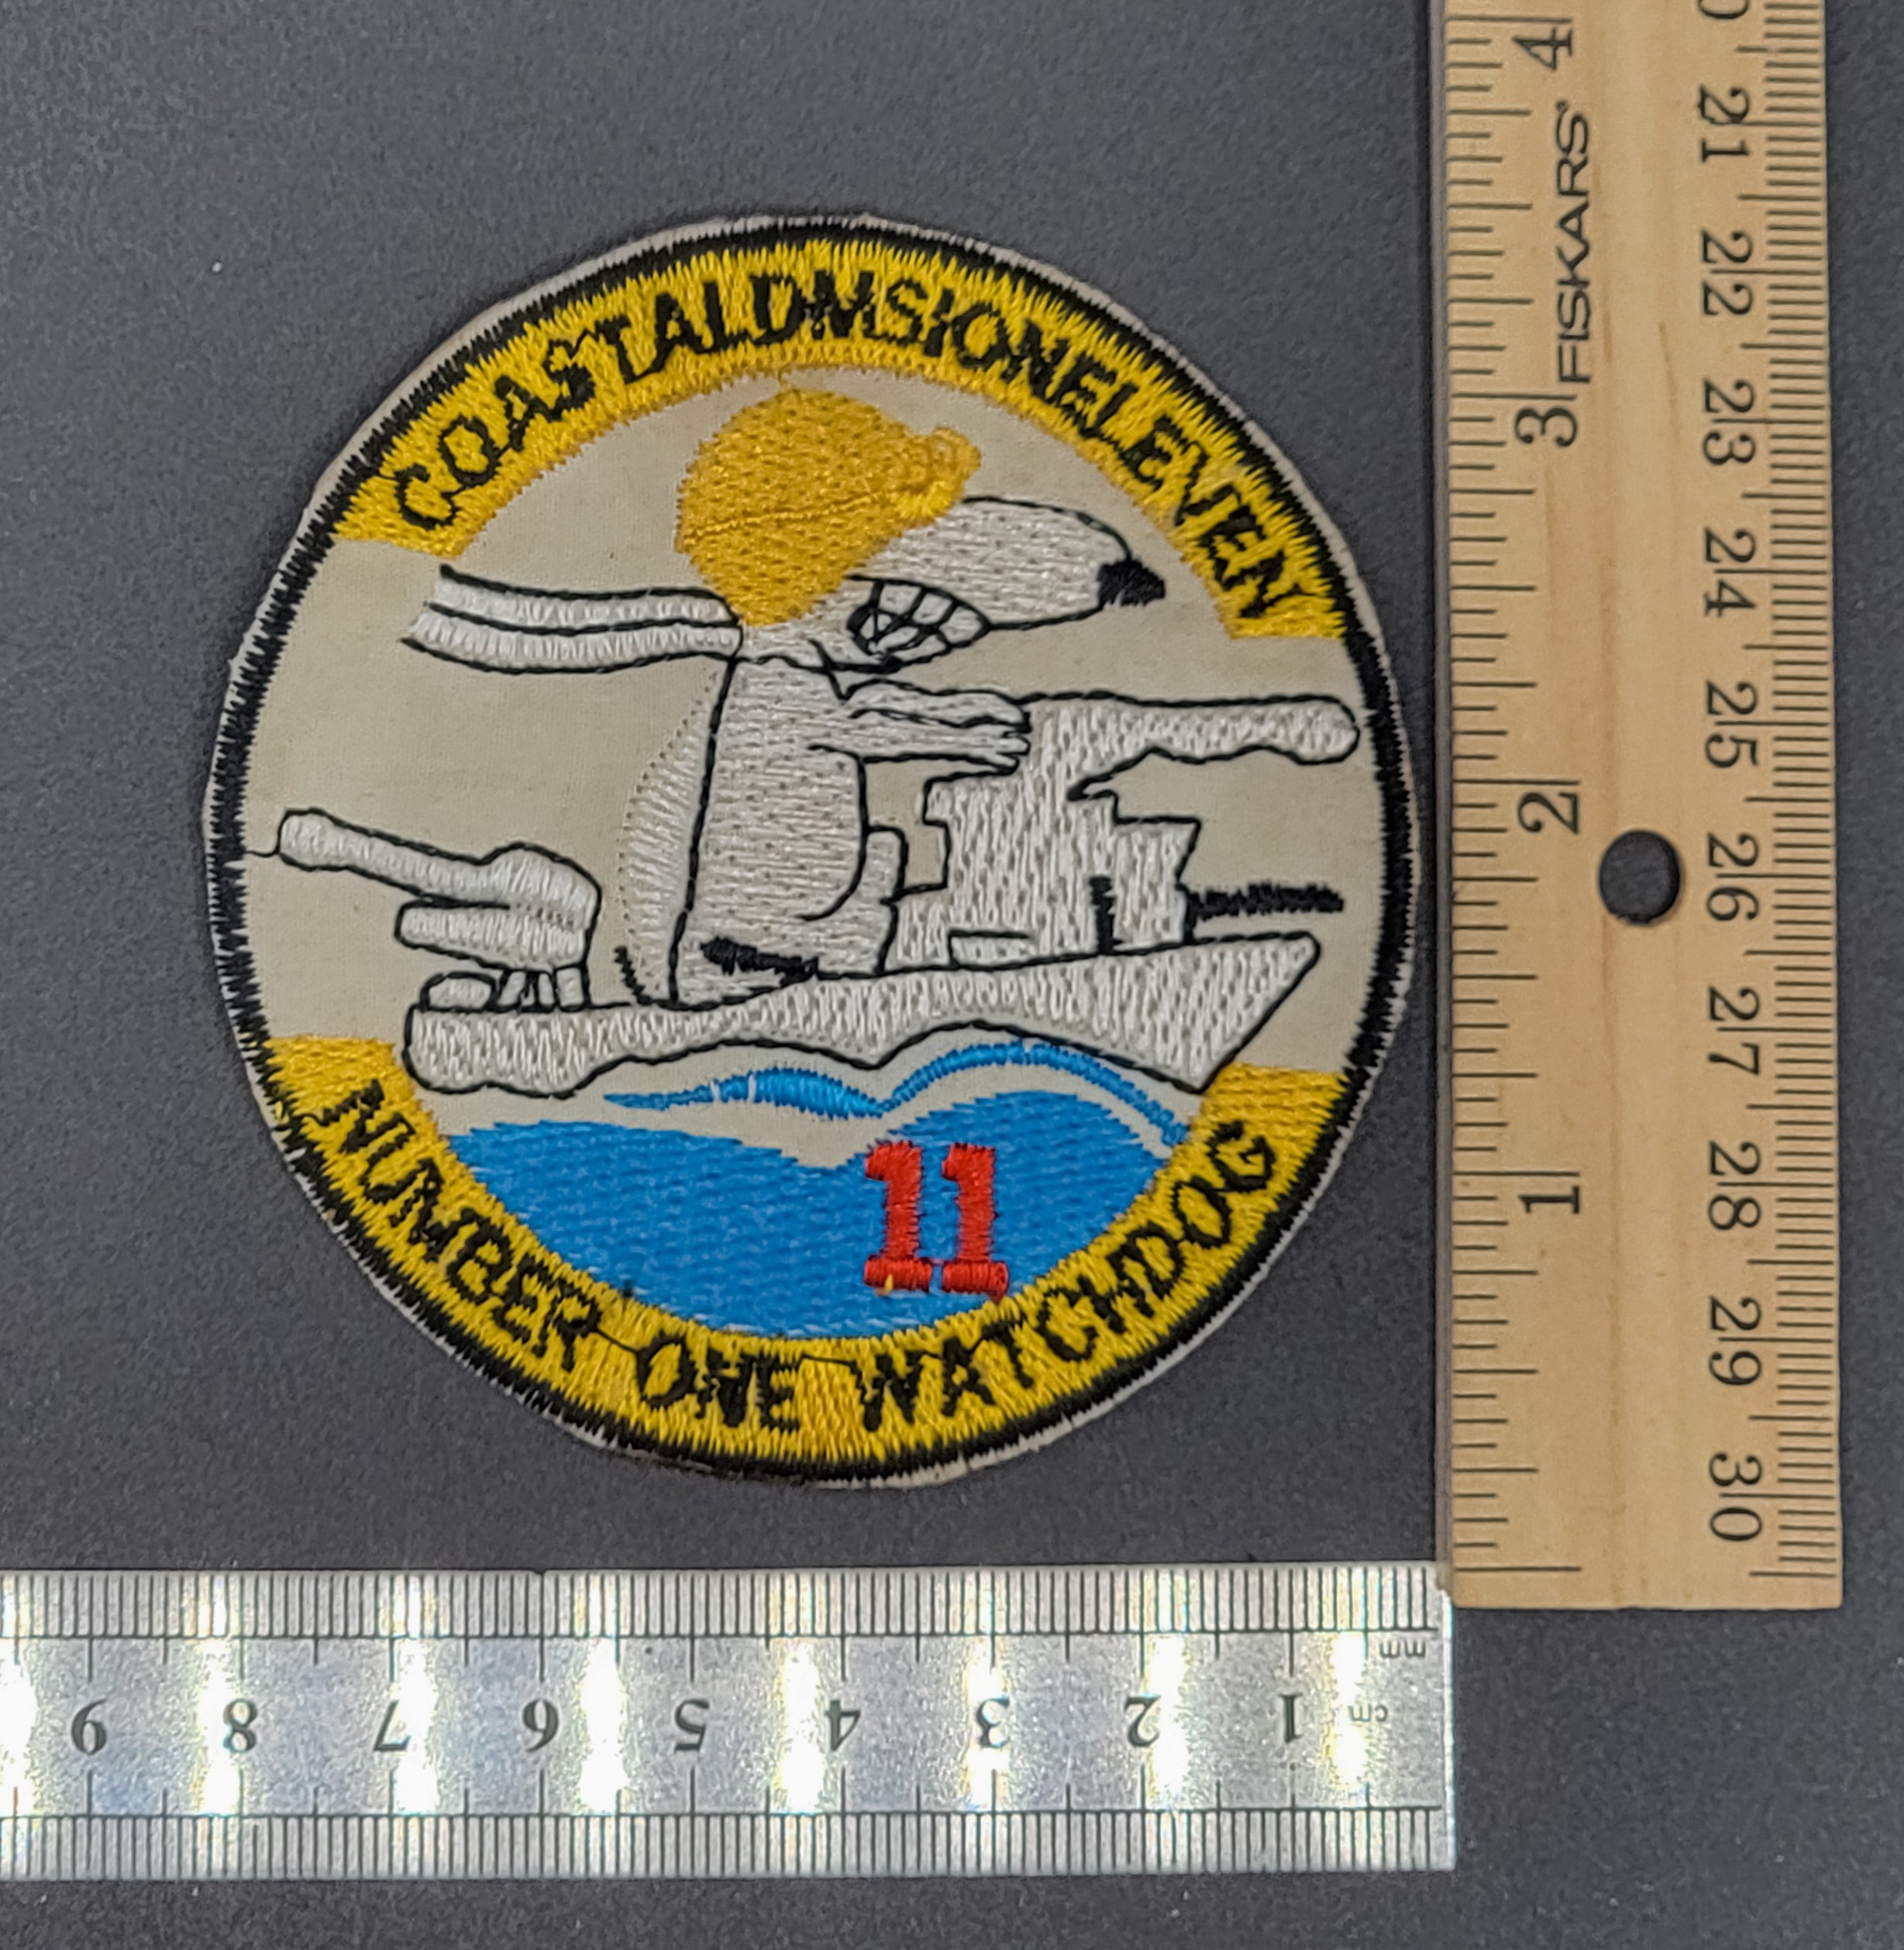 COASTALDIVISIONELEVEN
11
NUMBER ONE WATCHDOG
4 3 2 1
FISKARS
21 22 23 24 25 26 27 28 29 30
mm
cm
1 2 3 4 5 6 7 8 9